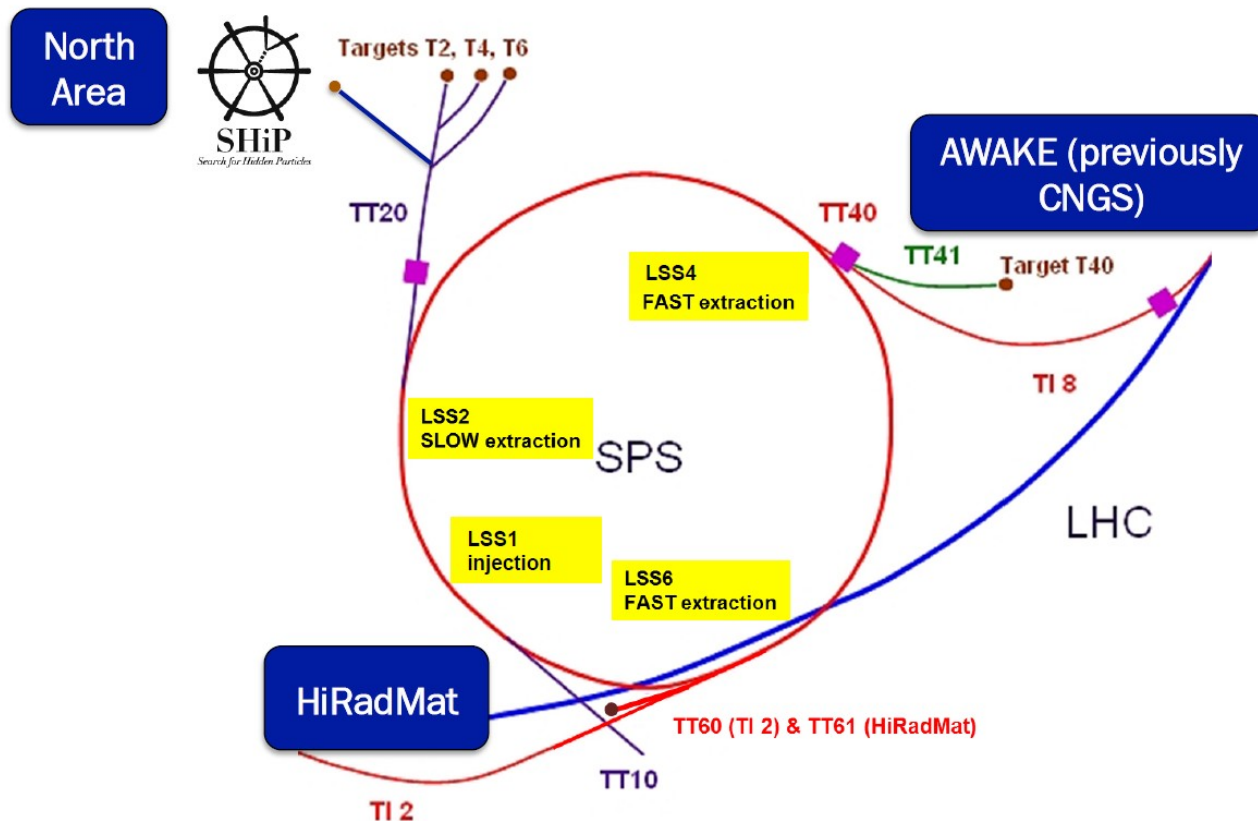 North
Area
SHiP
Search for Hidden Particles
Targets T2, T4, T6
AWAKE (previously
CNGS)
TT20
TT40
TT41
Target T40
LSS4
FAST extraction
TI 8
LSS2
SLOW extraction
SPS
LHC
LSS1
injection
LSS6
FAST extraction
HiRadMat
TT60 (TI 2) & TT61 (HiRadMat)
TT10
TI 2